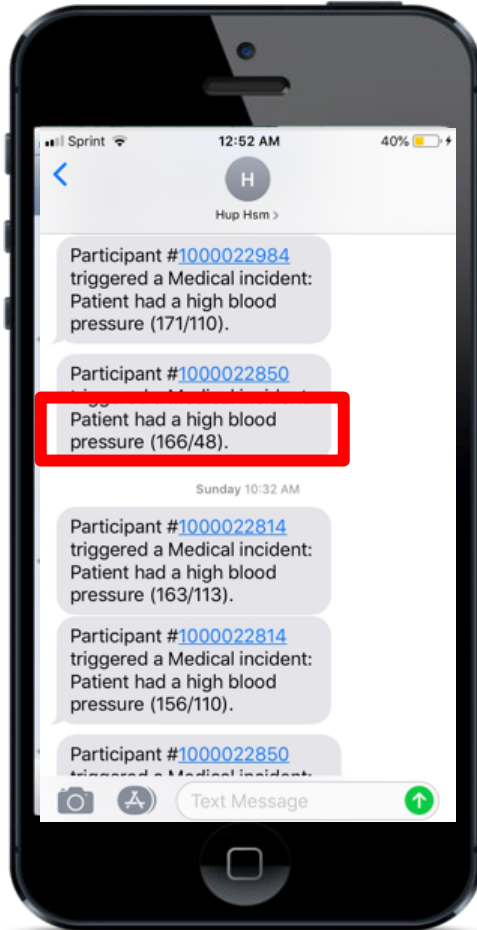 Sprint 12:52 AM 40%
H
Hup Hsm >
Participant #1000022984
triggered a Medical incident:
Patient had a high blood
pressure (171/110).
Participant #1000022850
Patient had a high blood
pressure (166/48).
Sunday 10:32 AM
Participant #1000022814
triggered a Medical incident:
Patient had a high blood
pressure (163/113).
Participant #1000022814
triggered a Medical incident:
Patient had a high blood
pressure (156/110).
Participant #1000022850
triggered a Medical incident:
Text Message